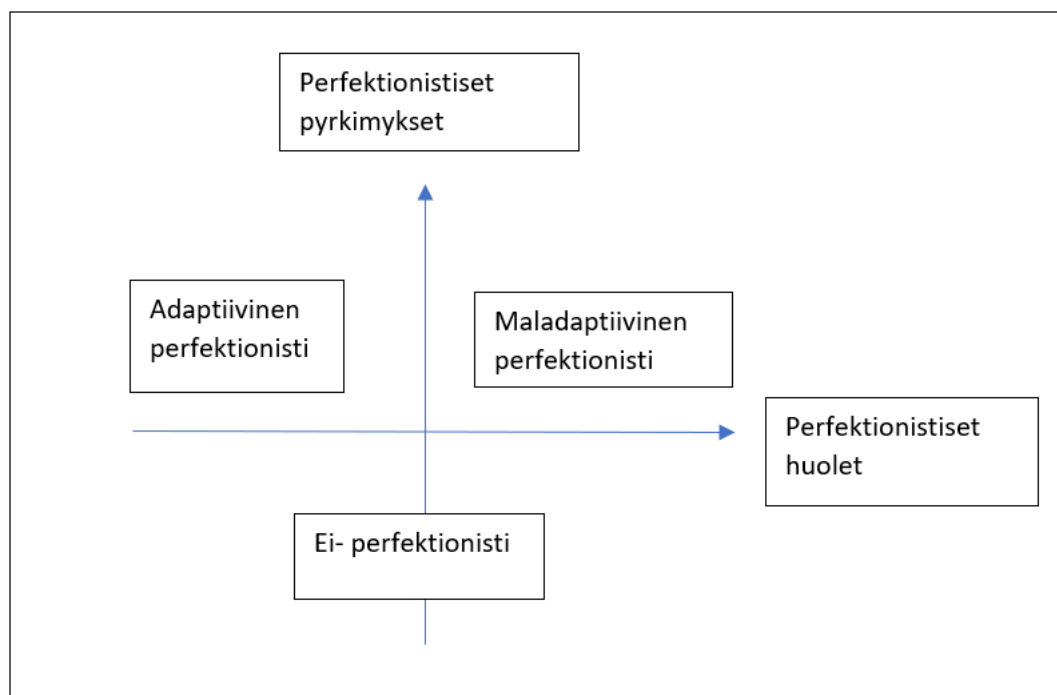 Perfektionistiset
pyrkimykset
Adaptiivinen
perfektionisti
Maladaptiivinen
perfektionisti
Perfektionistiset
huolet
Ei- perfektionisti